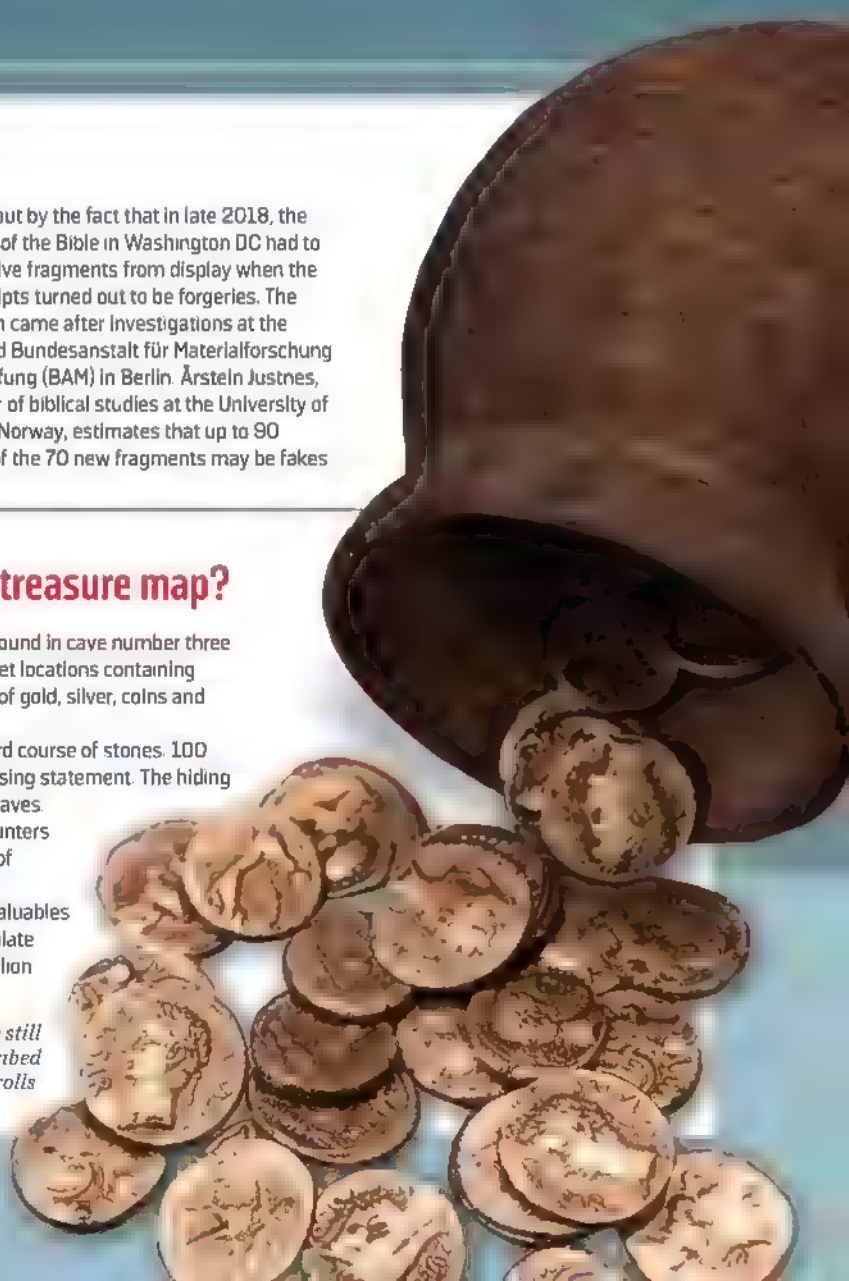 out by the fact that in late 2018, the
of the Bible in Washington DC had to
lve fragments from display when the
ipts turned out to be forgeries. The
n came after investigations at the
d Bundesanstalt für Materialforschung
fung (BAM) in Berlin. Årstein Justnes,
r of biblical studies at the University of
Norway, estimates that up to 90
f the 70 new fragments may be fakes
treasure map?
ound in cave number three
et locations containing
of gold, silver, coins and
rd course of stones. 100
sing statement. The hiding
aves.
unters
of
aluables
late
lion
still
ribed
rolls